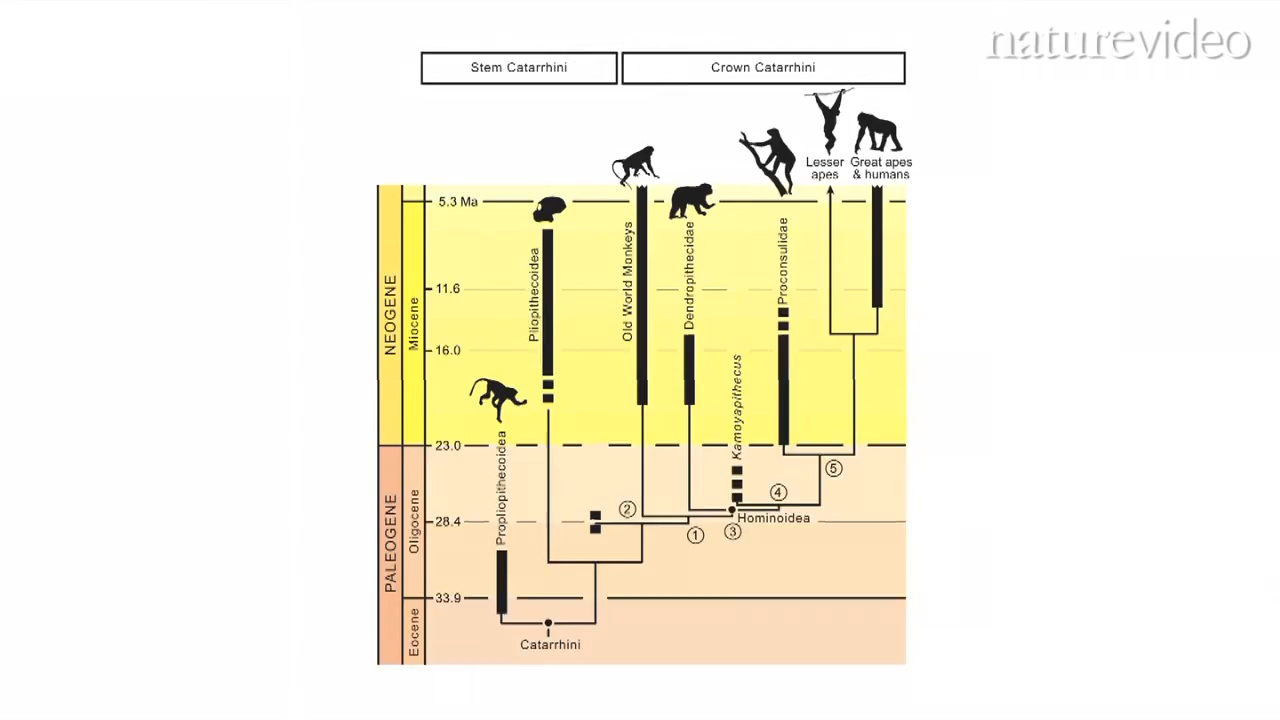 naturevideo
Stem Catarrhini
Crown Catarrhini
Lesser
apes
Great apes
& humans
NEOGENE
Miocene
PALEOGENE
Oligocene
Eocene
5.3 Ma
11.6
16.0
23.0
28.4
33.9
Propliopithecoidea
Pliopithecoidea
Old World Monkeys
Dendropithecidae
Kamoyapithecus
Proconsulidae
5
4
2
Hominoidea
1
3
Catarrhini